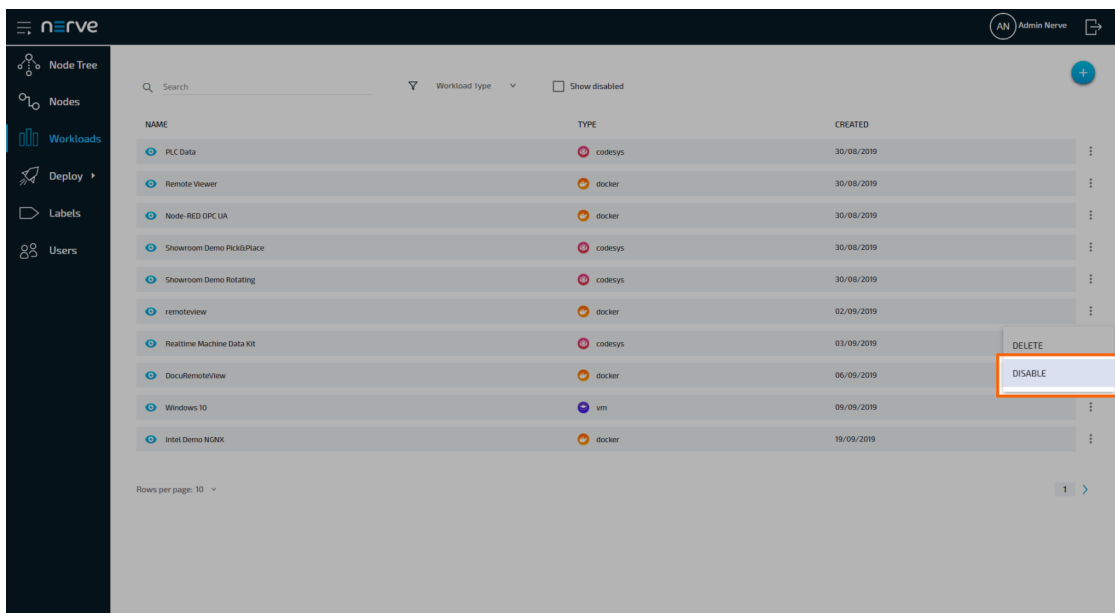 nerve
AN Admin Nerve
Node Tree
Nodes
Workloads
Deploy
Labels
Users
Search
Workload Type
Show disabled
+
NAME TYPE CREATED
PLC Data codesys 30/08/2019
Remote Viewer docker 30/08/2019
Node-RED OPC UA docker 30/08/2019
Showroom Demo Pick&Place codesys 30/08/2019
Showroom Demo Rotating codesys 30/08/2019
remoteview docker 02/09/2019
Realtime Machine Data Kit codesys 03/09/2019
DELETE
DocuRemoteView docker 06/09/2019
DISABLE
Windows 10 vm 09/09/2019
Intel Demo NGNX docker 19/09/2019
Rows per page: 10
1